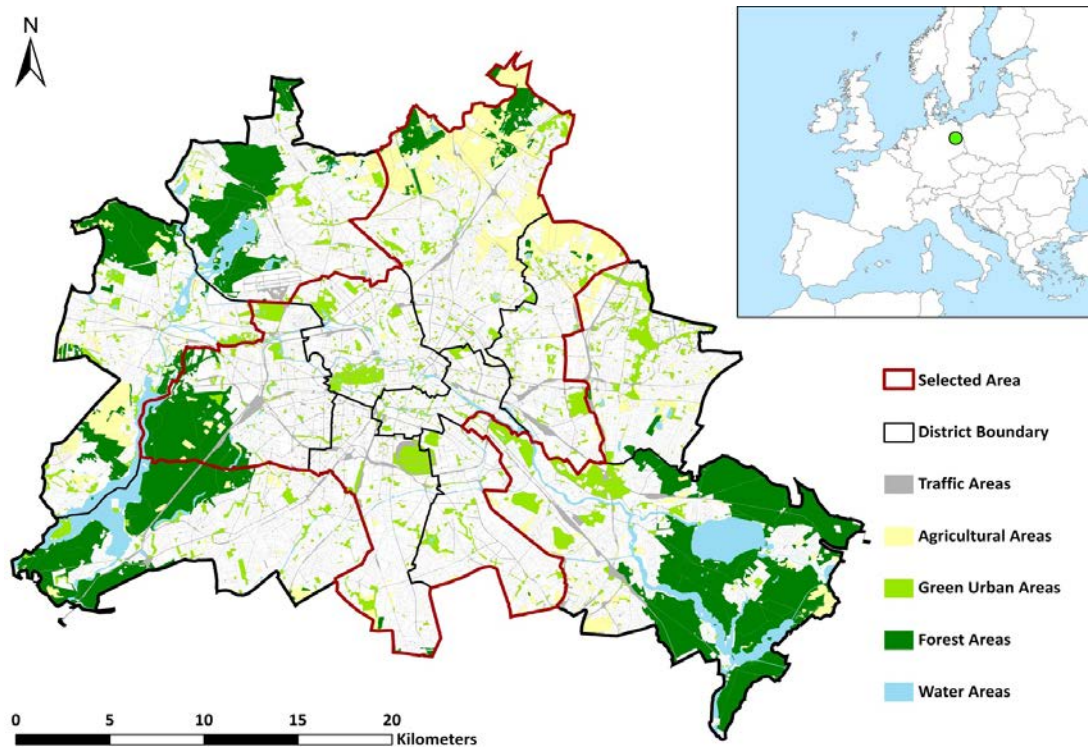 N
Selected Area
District Boundary
Traffic Areas
Agricultural Areas
Green Urban Areas
Forest Areas
Water Areas
0 5 10 15 20
Kilometers